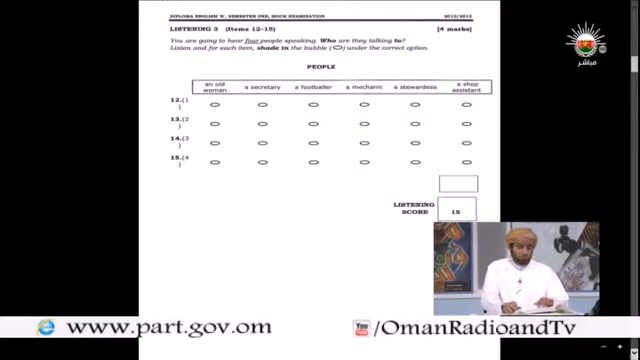 DIPLOMA ENGLISH 'B', SEMESTER ONE, MOCK EXAMINATION 2012/2013
LISTENING 3 (Items 12-15) [4 marks]
You are going to hear four people speaking. Who are they talking to?
Listen and for each item, shade in the bubble under the correct option.
PEOPLE
an old woman a secretary a footballer a mechanic a stewardess a shop assistant
12.(1)
13.(2)
14.(3)
15.(4)
LISTENING SCORE 15
مباشر
www.part.gov.om You Tube /OmanRadioandTv